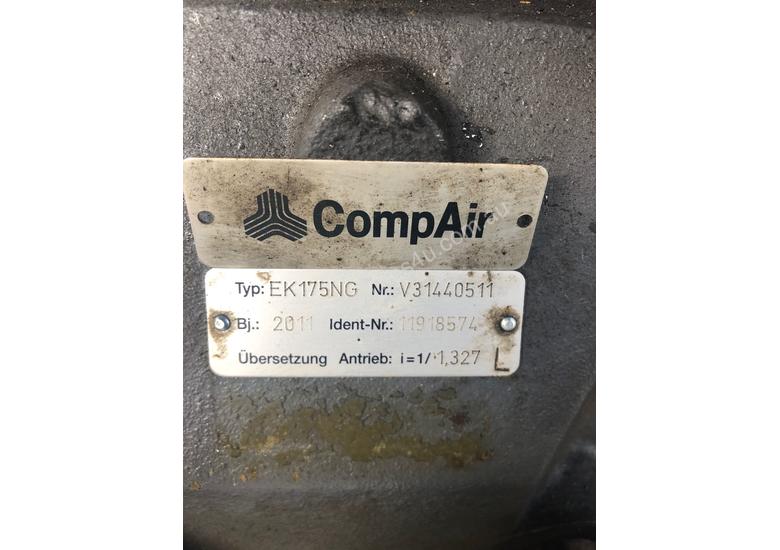 CompAir
Typ: EK175NG Nr.: V31440511
Bj.: 2011 Ident-Nr.: 11918574
Übersetzung Antrieb: i=1/ 1,327 L